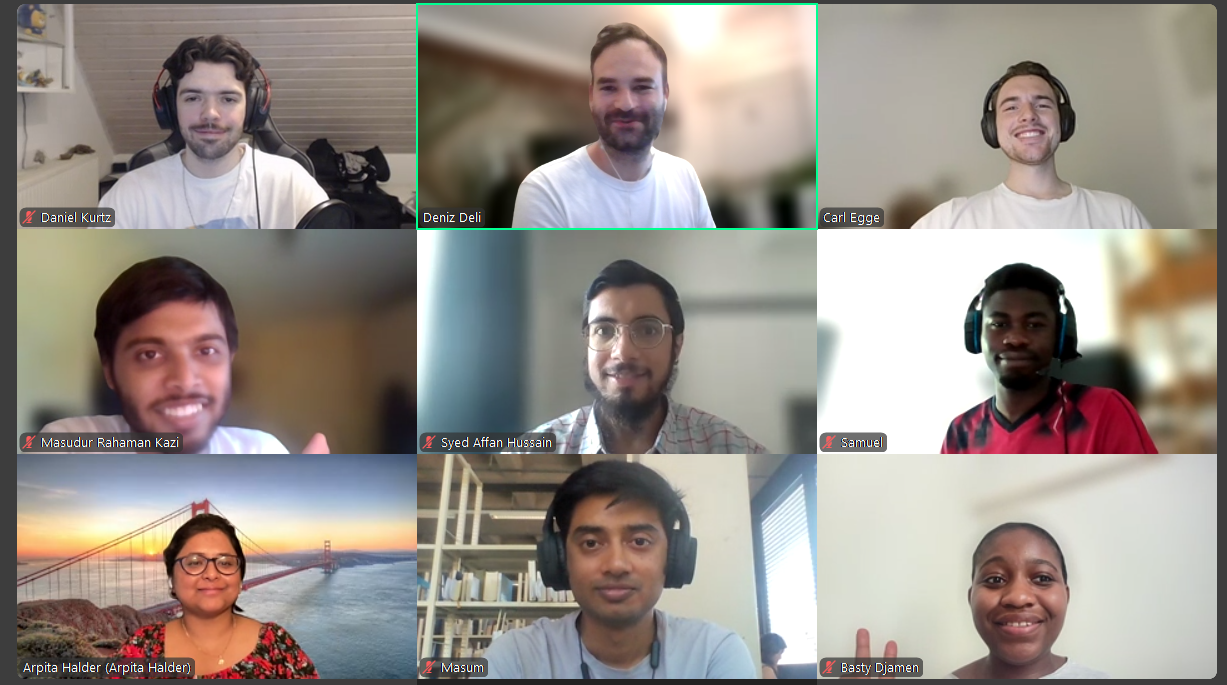 Daniel Kurtz
Deniz Deli
Carl Egge
Masudur Rahaman Kazi
Syed Affan Hussain
Samuel
Arpita Halder (Arpita Halder)
Masum
Basty Djamen